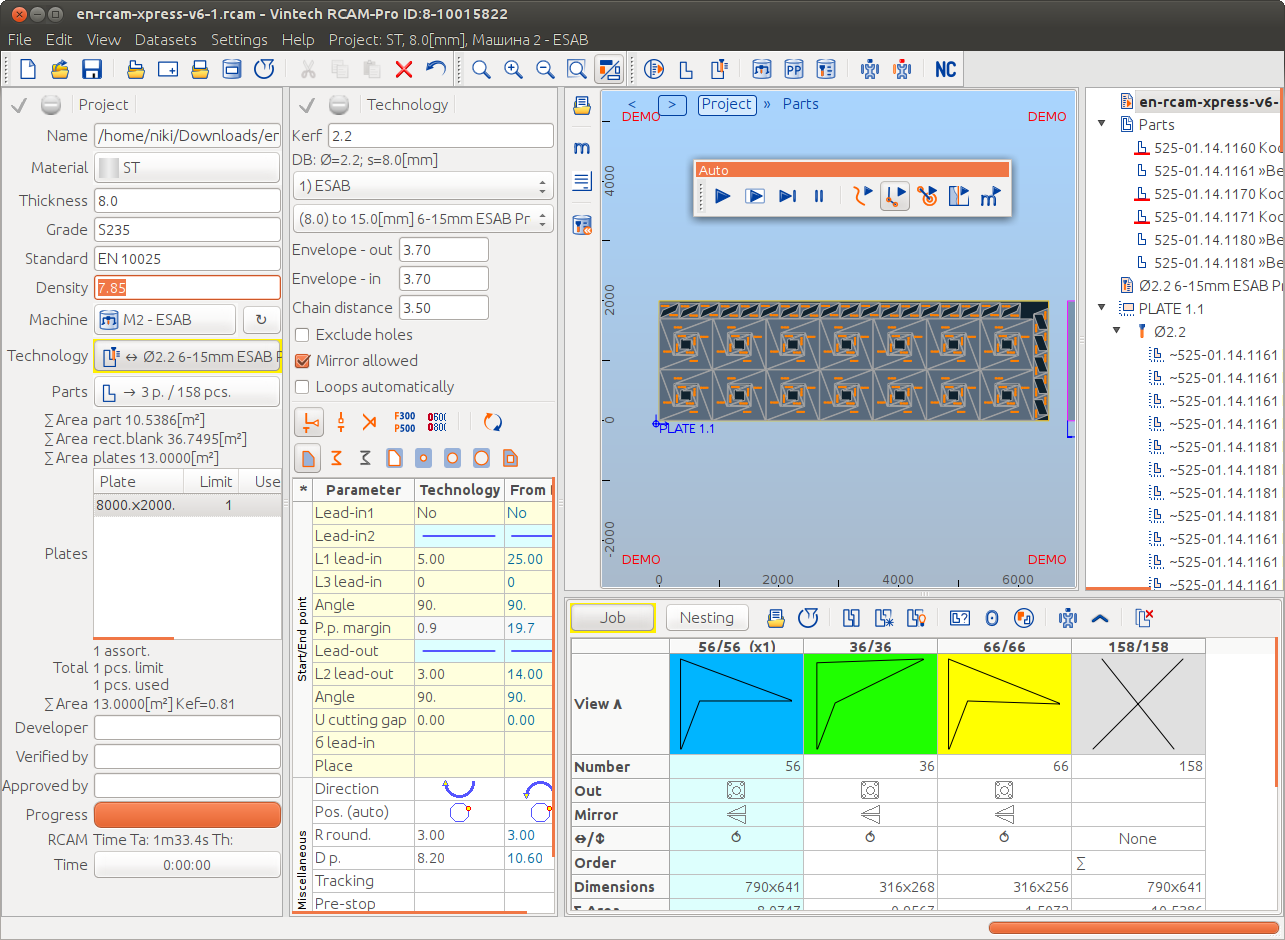 en-rcam-xpress-v6-1.rcam - Vintech RCAM-Pro ID:8-10015822
File Edit View Datasets Settings Help Project: ST, 8.0[mm], Машина 2 - ESAB
NC
PP
Project
Name /home/niki/Downloads/er
Material ST
Thickness 8.0
Grade S235
Standard EN 10025
Density 7.85
Machine M2 - ESAB
Technology ↔ Ø2.2 6-15mm ESAB P
Parts → 3 p. / 158 pcs.
∑Area part 10.5386[m²]
∑Area rect.blank 36.7495[m²]
∑Area plates 13.0000[m²]
Plate Limit Use
8000.x2000. 1
Plates
1 assort.
Total 1 pcs. limit
1 pcs. used
∑Area 13.0000[m²] Kef=0.81
Developer
Verified by
Approved by
Progress
RCAM Time Ta: 1m33.4s Th:
Time 0:00:00
Technology
Kerf 2.2
DB: Ø=2.2; s=8.0[mm]
1) ESAB
(8.0) to 15.0[mm] 6-15mm ESAB Pr
Envelope - out 3.70
Envelope - in 3.70
Chain distance 3.50
Exclude holes
Mirror allowed
Loops automatically
F300
P500
* Parameter Technology From
Start/End point
Lead-in1 No No
Lead-in2
L1 lead-in 5.00 25.00
L3 lead-in 0 0
Angle 90. 90.
P.p. margin 0.9 19.7
Lead-out
L2 lead-out 3.00 14.00
Angle 90. 90.
U cutting gap 0.00 0.00
6 lead-in
Place
Miscellaneous
Direction
Pos. (auto)
R round. 3.00 3.00
D p. 8.20 10.60
Tracking
Pre-stop
< > Project » Parts
DEMO DEMO
Auto
4000
2000
0
-2000
PLATE 1.1
DEMO DEMO
0 2000 4000 6000
en-rcam-xpress-v6-
Parts
525-01.14.1160 Кос
525-01.14.1161 »Ве
525-01.14.1170 Кос
525-01.14.1171 Кос
525-01.14.1180 »Ве
525-01.14.1181 »Ве
Ø2.2 6-15mm ESAB Pr
PLATE 1.1
Ø2.2
~525-01.14.1161
~525-01.14.1161
~525-01.14.1161
~525-01.14.1161
~525-01.14.1181
~525-01.14.1181
~525-01.14.1181
~525-01.14.1181
~525-01.14.1161
~525-01.14.1161
~525-01.14.1161
Job Nesting
56/56 (x1) 36/36 66/66 158/158
View ∧
Number 56 36 66 158
Out
Mirror
↔/⇕ None
Order ∑
Dimensions 790x641 316x268 316x256 790x641
∑ Area 8.0747 0.9567 1.5072 10.5386